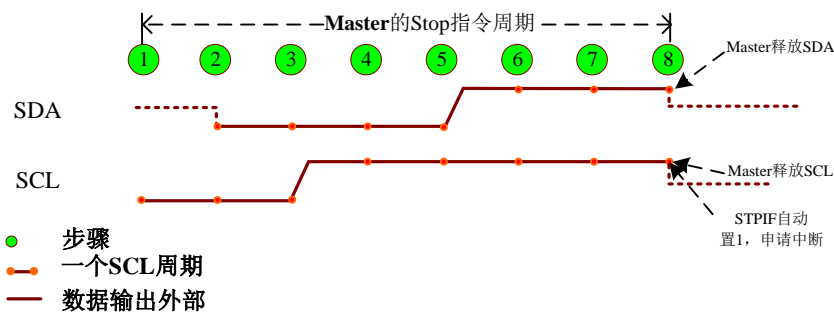 Master的Stop指令周期
1 2 3 4 5 6 7 8
Master释放SDA
SDA
SCL
Master释放SCL
STPIF自动
置1，申请中断
步骤
一个SCL周期
数据输出外部